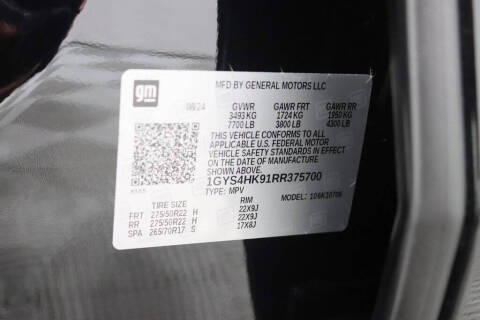 gm
MFD BY GENERAL MOTORS LLC
08/24 GVWR GAWR FRT GAWR RR
3493 KG 1724 KG 1950 KG
7700 LB 3800 LB 4300 LB
THIS VEHICLE CONFORMS TO ALL
APPLICABLE U.S. FEDERAL MOTOR
VEHICLE SAFETY STANDARDS IN EFFECT
ON THE DATE OF MANUFACTURE
SHOWN ABOVE.
1GYS4HK91RR375700
TYPE: MPV MODEL: 1D6K10706
TIRE SIZE RIM
FRT 275/50R22 H 22X9J
RR 275/50R22 H 22X9J
SPA 265/70R17 S 17X8J